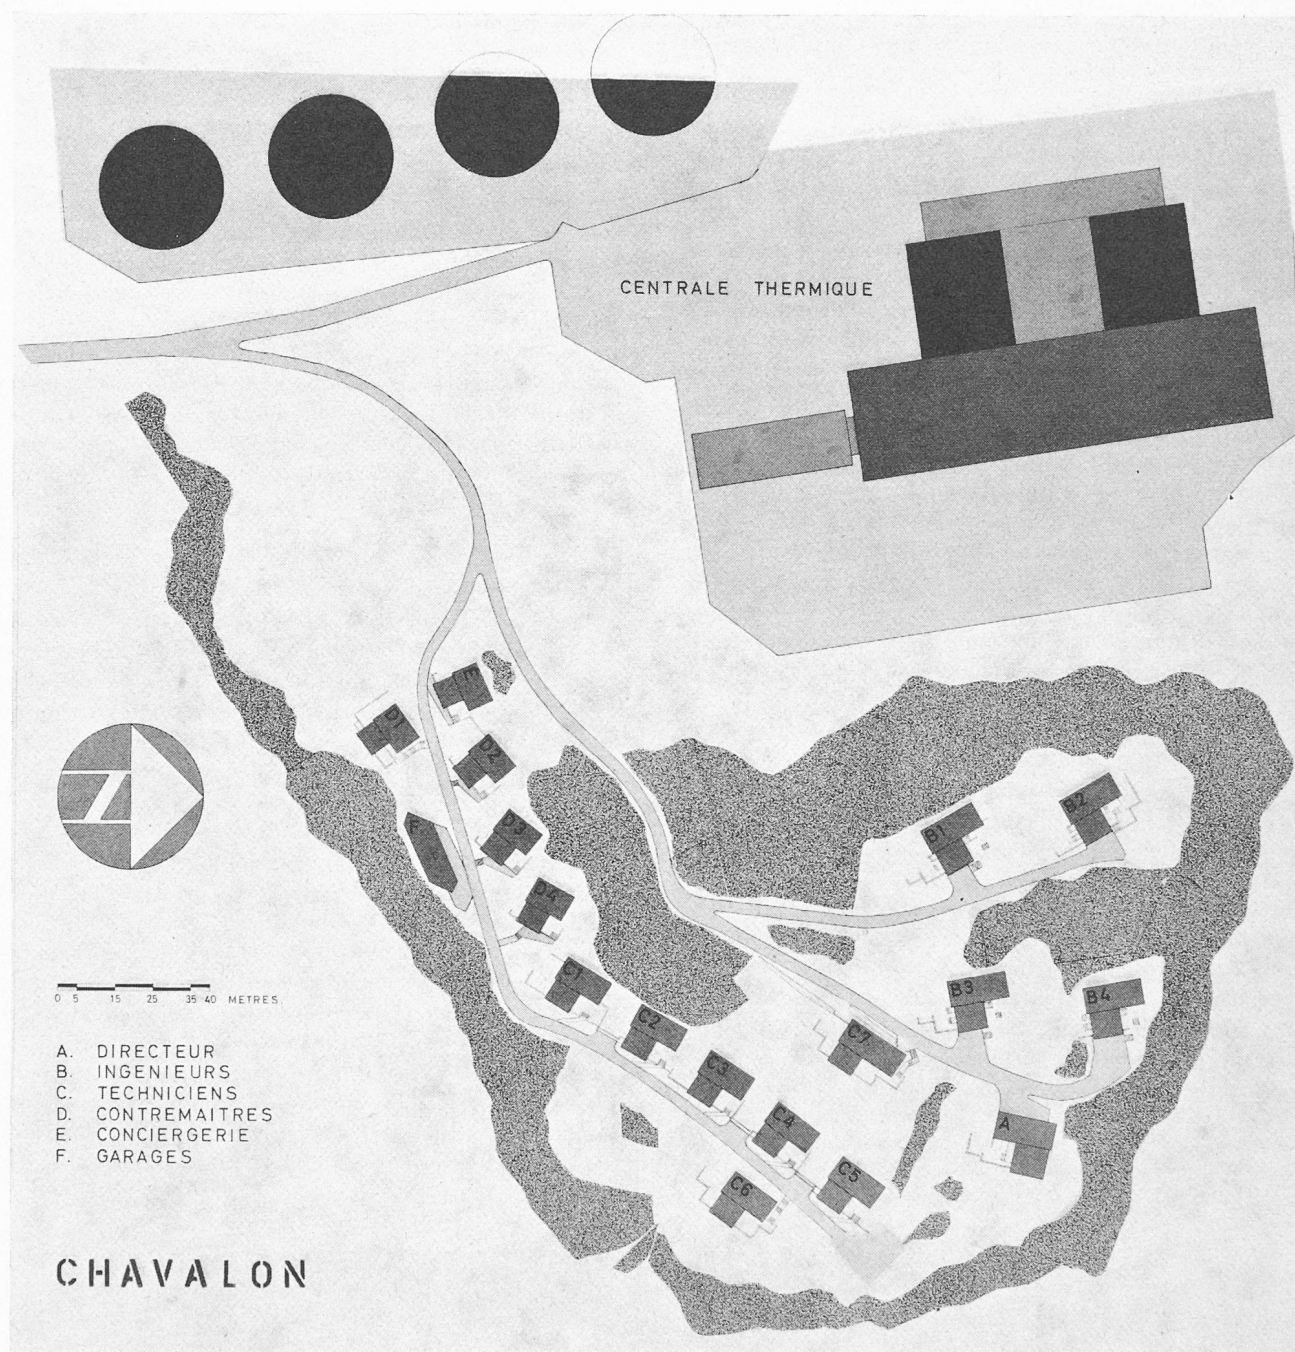 CENTRALE THERMIQUE
E
D1
D2
D3
F
D4
B2
B1
C1
B3
B4
C2
C7
C3
C4
A
C5
C6
N
0 5 15 25 35 40 METRES.
A. DIRECTEUR
B. INGENIEURS
C. TECHNICIENS
D. CONTREMAITRES
E. CONCIERGERIE
F. GARAGES
CHAVALON